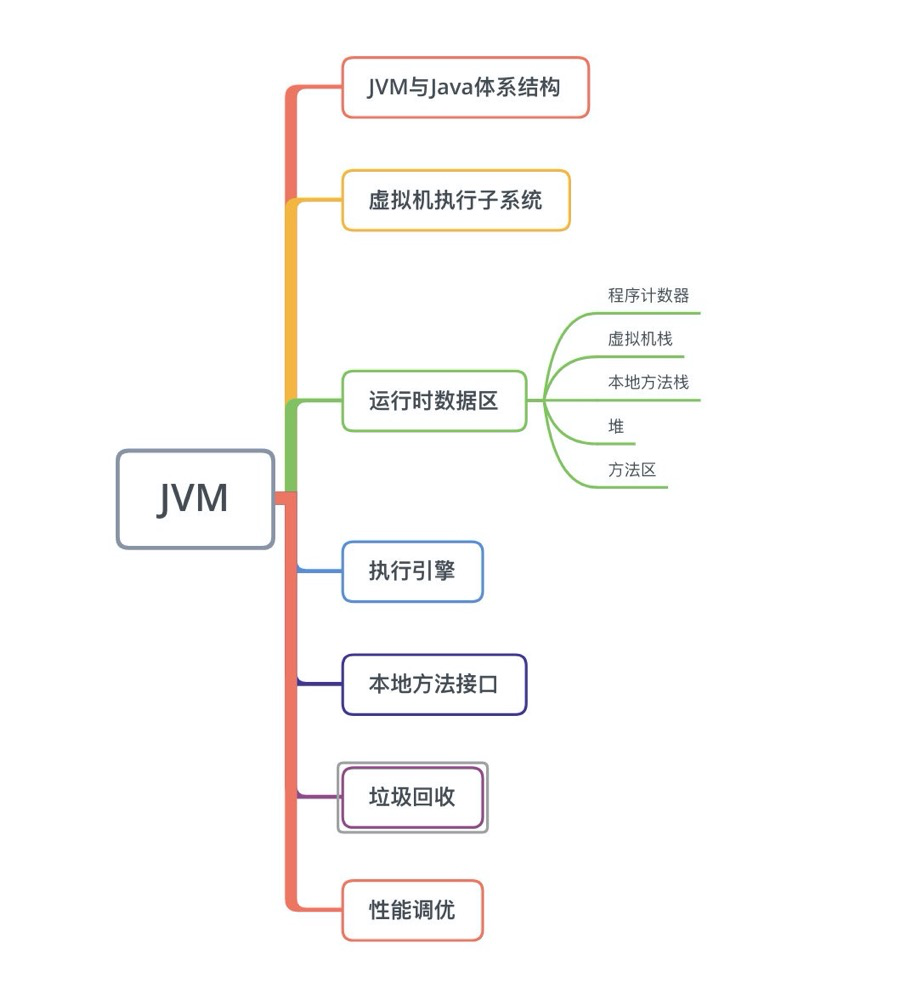 JVM与Java体系结构
虚拟机执行子系统
程序计数器
虚拟机栈
运行时数据区
本地方法栈
堆
方法区
JVM
执行引擎
本地方法接口
垃圾回收
性能调优